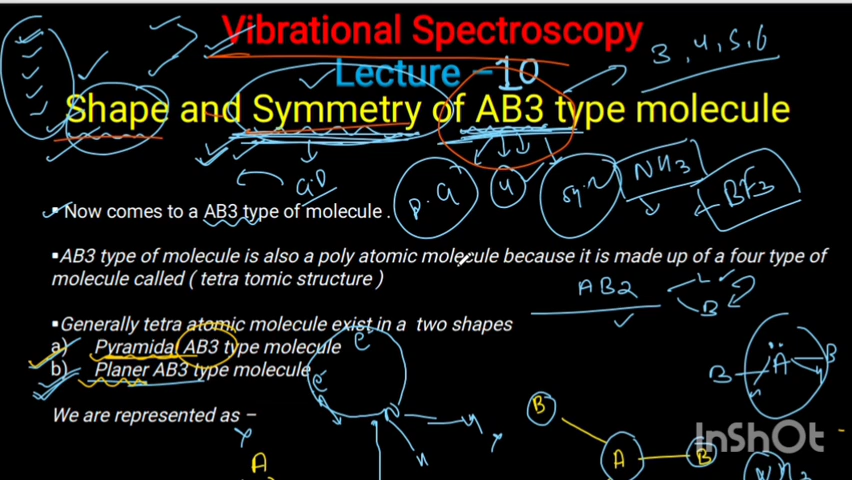 Vibrational Spectroscopy
Lecture -10
3, 4, 5, 6
Shape and Symmetry of AB3 type molecule
NH3
BF3
P.G
4
▪Now comes to a AB3 type of molecule .
▪AB3 type of molecule is also a poly atomic molecule because it is made up of a four type of
molecule called ( tetra tomic structure )
AB2
L
B
▪Generally tetra atomic molecule exist in a two shapes
a) Pyramidal AB3 type molecule
b) Planer AB3 type molecule
B A B
We are represented as –
B
A B
A
InShOt